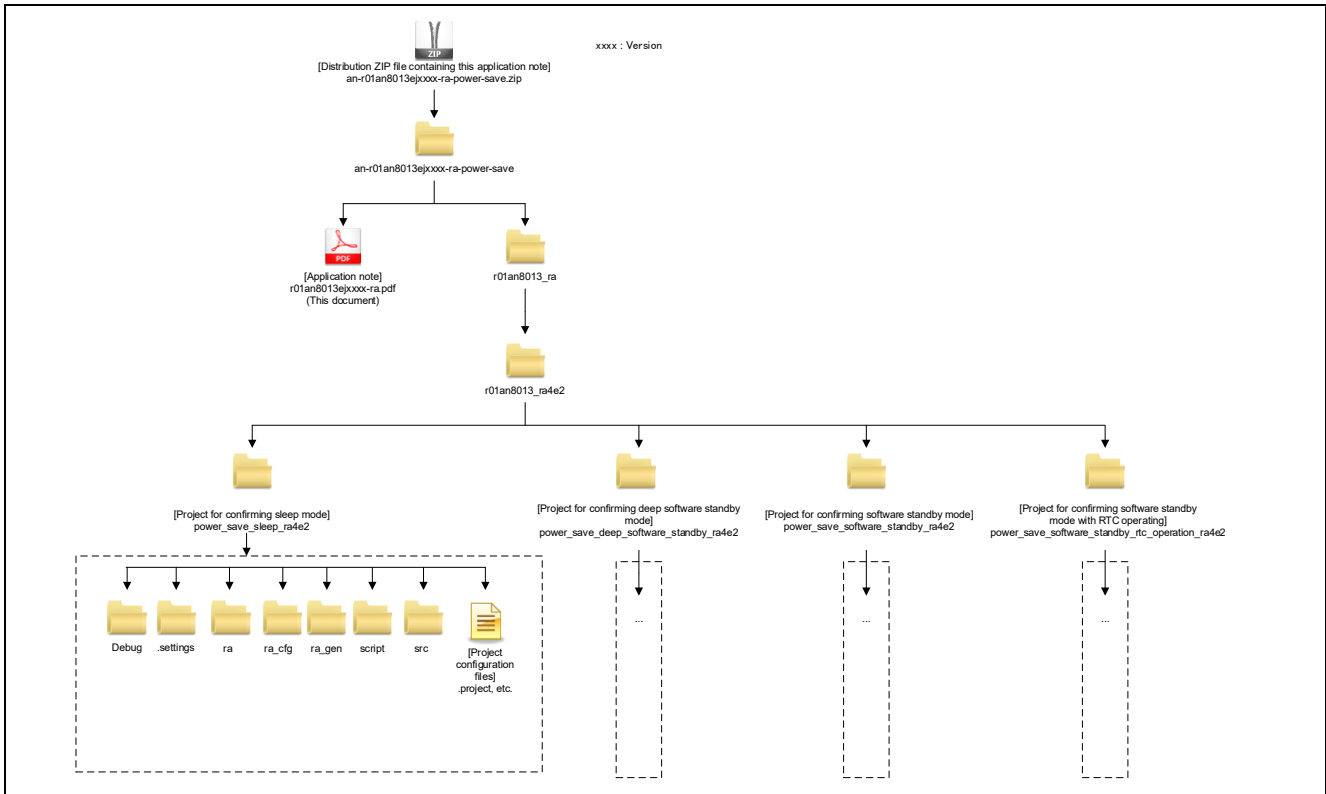 ZIP
xxxx : Version
[Distribution ZIP file containing this application note]
an-r01an8013ejxxxx-ra-power-save.zip
an-r01an8013ejxxxx-ra-power-save
PDF
[Application note]
r01an8013ejxxxx-ra.pdf
(This document)
r01an8013_ra
r01an8013_ra4e2
[Project for confirming sleep mode]
power_save_sleep_ra4e2
[Project for confirming deep software standby
mode]
power_save_deep_software_standby_ra4e2
[Project for confirming software standby mode]
power_save_software_standby_ra4e2
[Project for confirming software standby
mode with RTC operating]
power_save_software_standby_rtc_operation_ra4e2
Debug
.settings
ra
ra_cfg
ra_gen
script
src
[Project
configuration
files]
.project, etc.
...
...
...